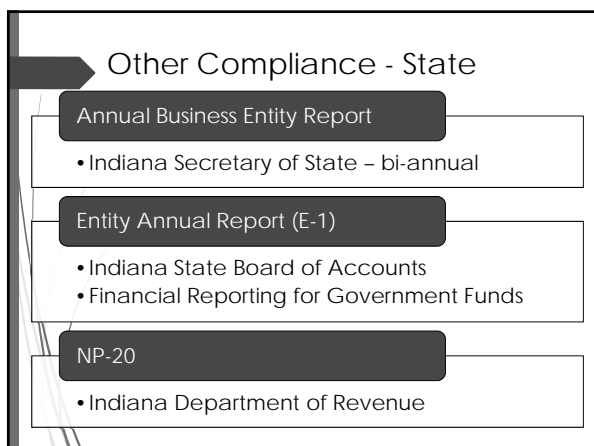 Other Compliance - State
Annual Business Entity Report
•Indiana Secretary of State – bi-annual
Entity Annual Report (E-1)
•Indiana State Board of Accounts
•Financial Reporting for Government Funds
NP-20
•Indiana Department of Revenue